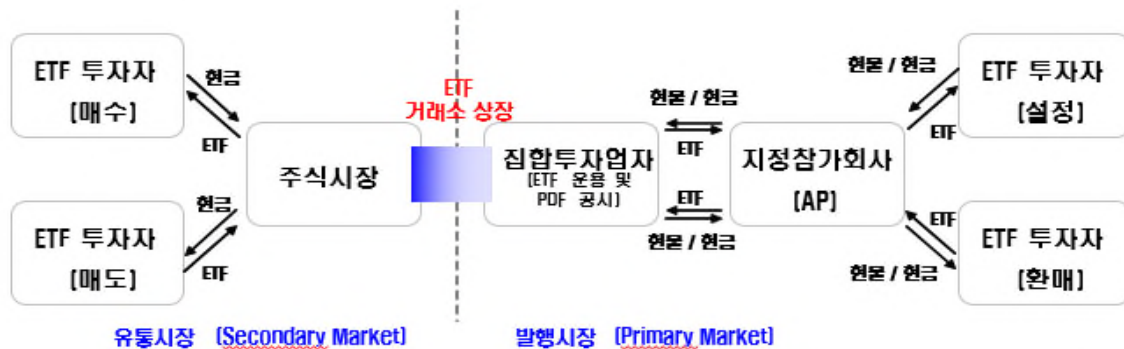 ETF 투자자
(매수)
현금
ETF
ETF
거래소 상장
현물 / 현금
ETF
ETF 투자자
(설정)
현물 / 현금
ETF
주식시장
집합투자업자
(ETF 운용 및
PDF 공시)
지정참가회사
(AP)
ETF 투자자
(매도)
현금
ETF
ETF
현물 / 현금
ETF
현물 / 현금
ETF 투자자
(환매)
유통시장 (Secondary Market)
발행시장 (Primary Market)